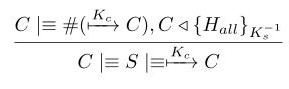 C |≡ #(⟼^{K_c} C), C ◁ {H_{all}}_{K_s^{-1}}
C |≡ S |≡ ⟼^{K_c} C